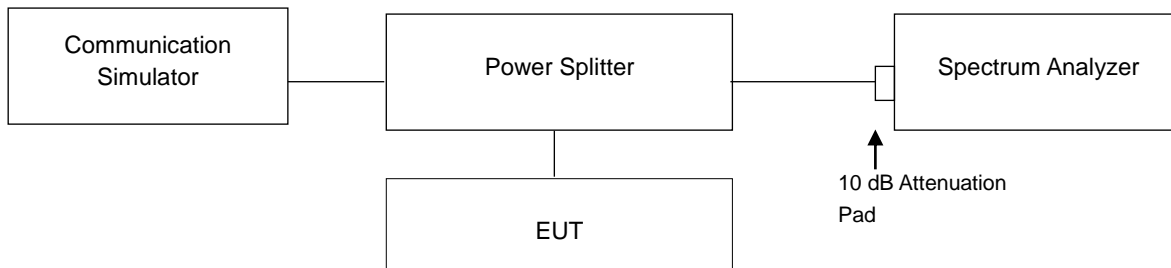 Communication
Simulator
Power Splitter
Spectrum Analyzer
10 dB Attenuation
Pad
EUT